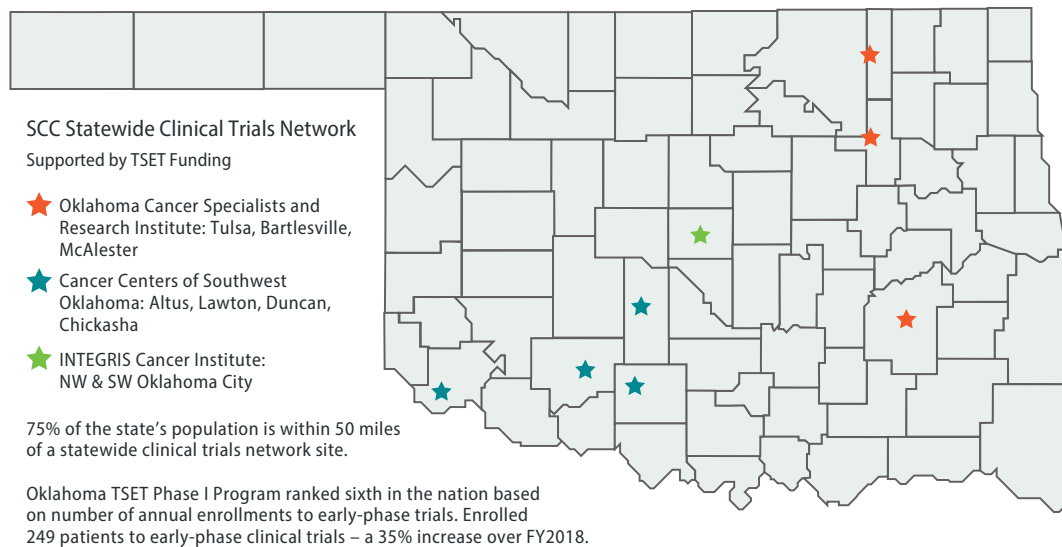 SCC Statewide Clinical Trials Network
Supported by TSET Funding
Oklahoma Cancer Specialists and
Research Institute: Tulsa, Bartlesville,
McAlester
Cancer Centers of Southwest
Oklahoma: Altus, Lawton, Duncan,
Chickasha
INTEGRIS Cancer Institute:
NW & SW Oklahoma City
75% of the state’s population is within 50 miles
of a statewide clinical trials network site.
Oklahoma TSET Phase I Program ranked sixth in the nation based
on number of annual enrollments to early-phase trials. Enrolled
249 patients to early-phase clinical trials – a 35% increase over FY2018.